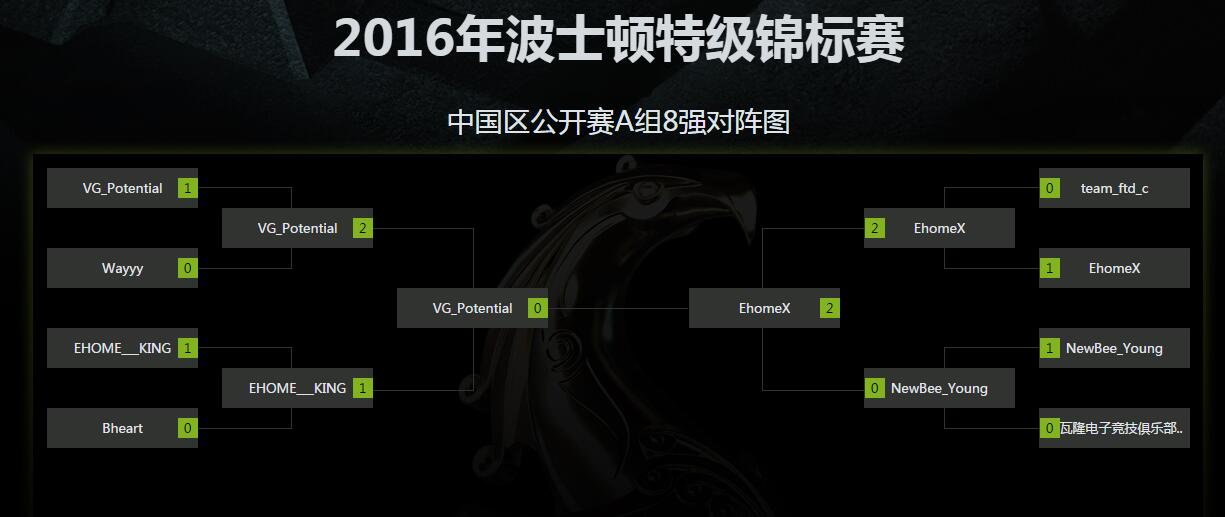 2016年波士顿特级锦标赛
中国区公开赛A组8强对阵图
VG_Potential 1
0 team_ftd_c
VG_Potential 2
2 EhomeX
Wayyy 0
1 EhomeX
VG_Potential 0
EhomeX 2
EHOME___KING 1
1 NewBee_Young
EHOME___KING 1
0 NewBee_Young
Bheart 0
0 瓦隆电子竞技俱乐部..